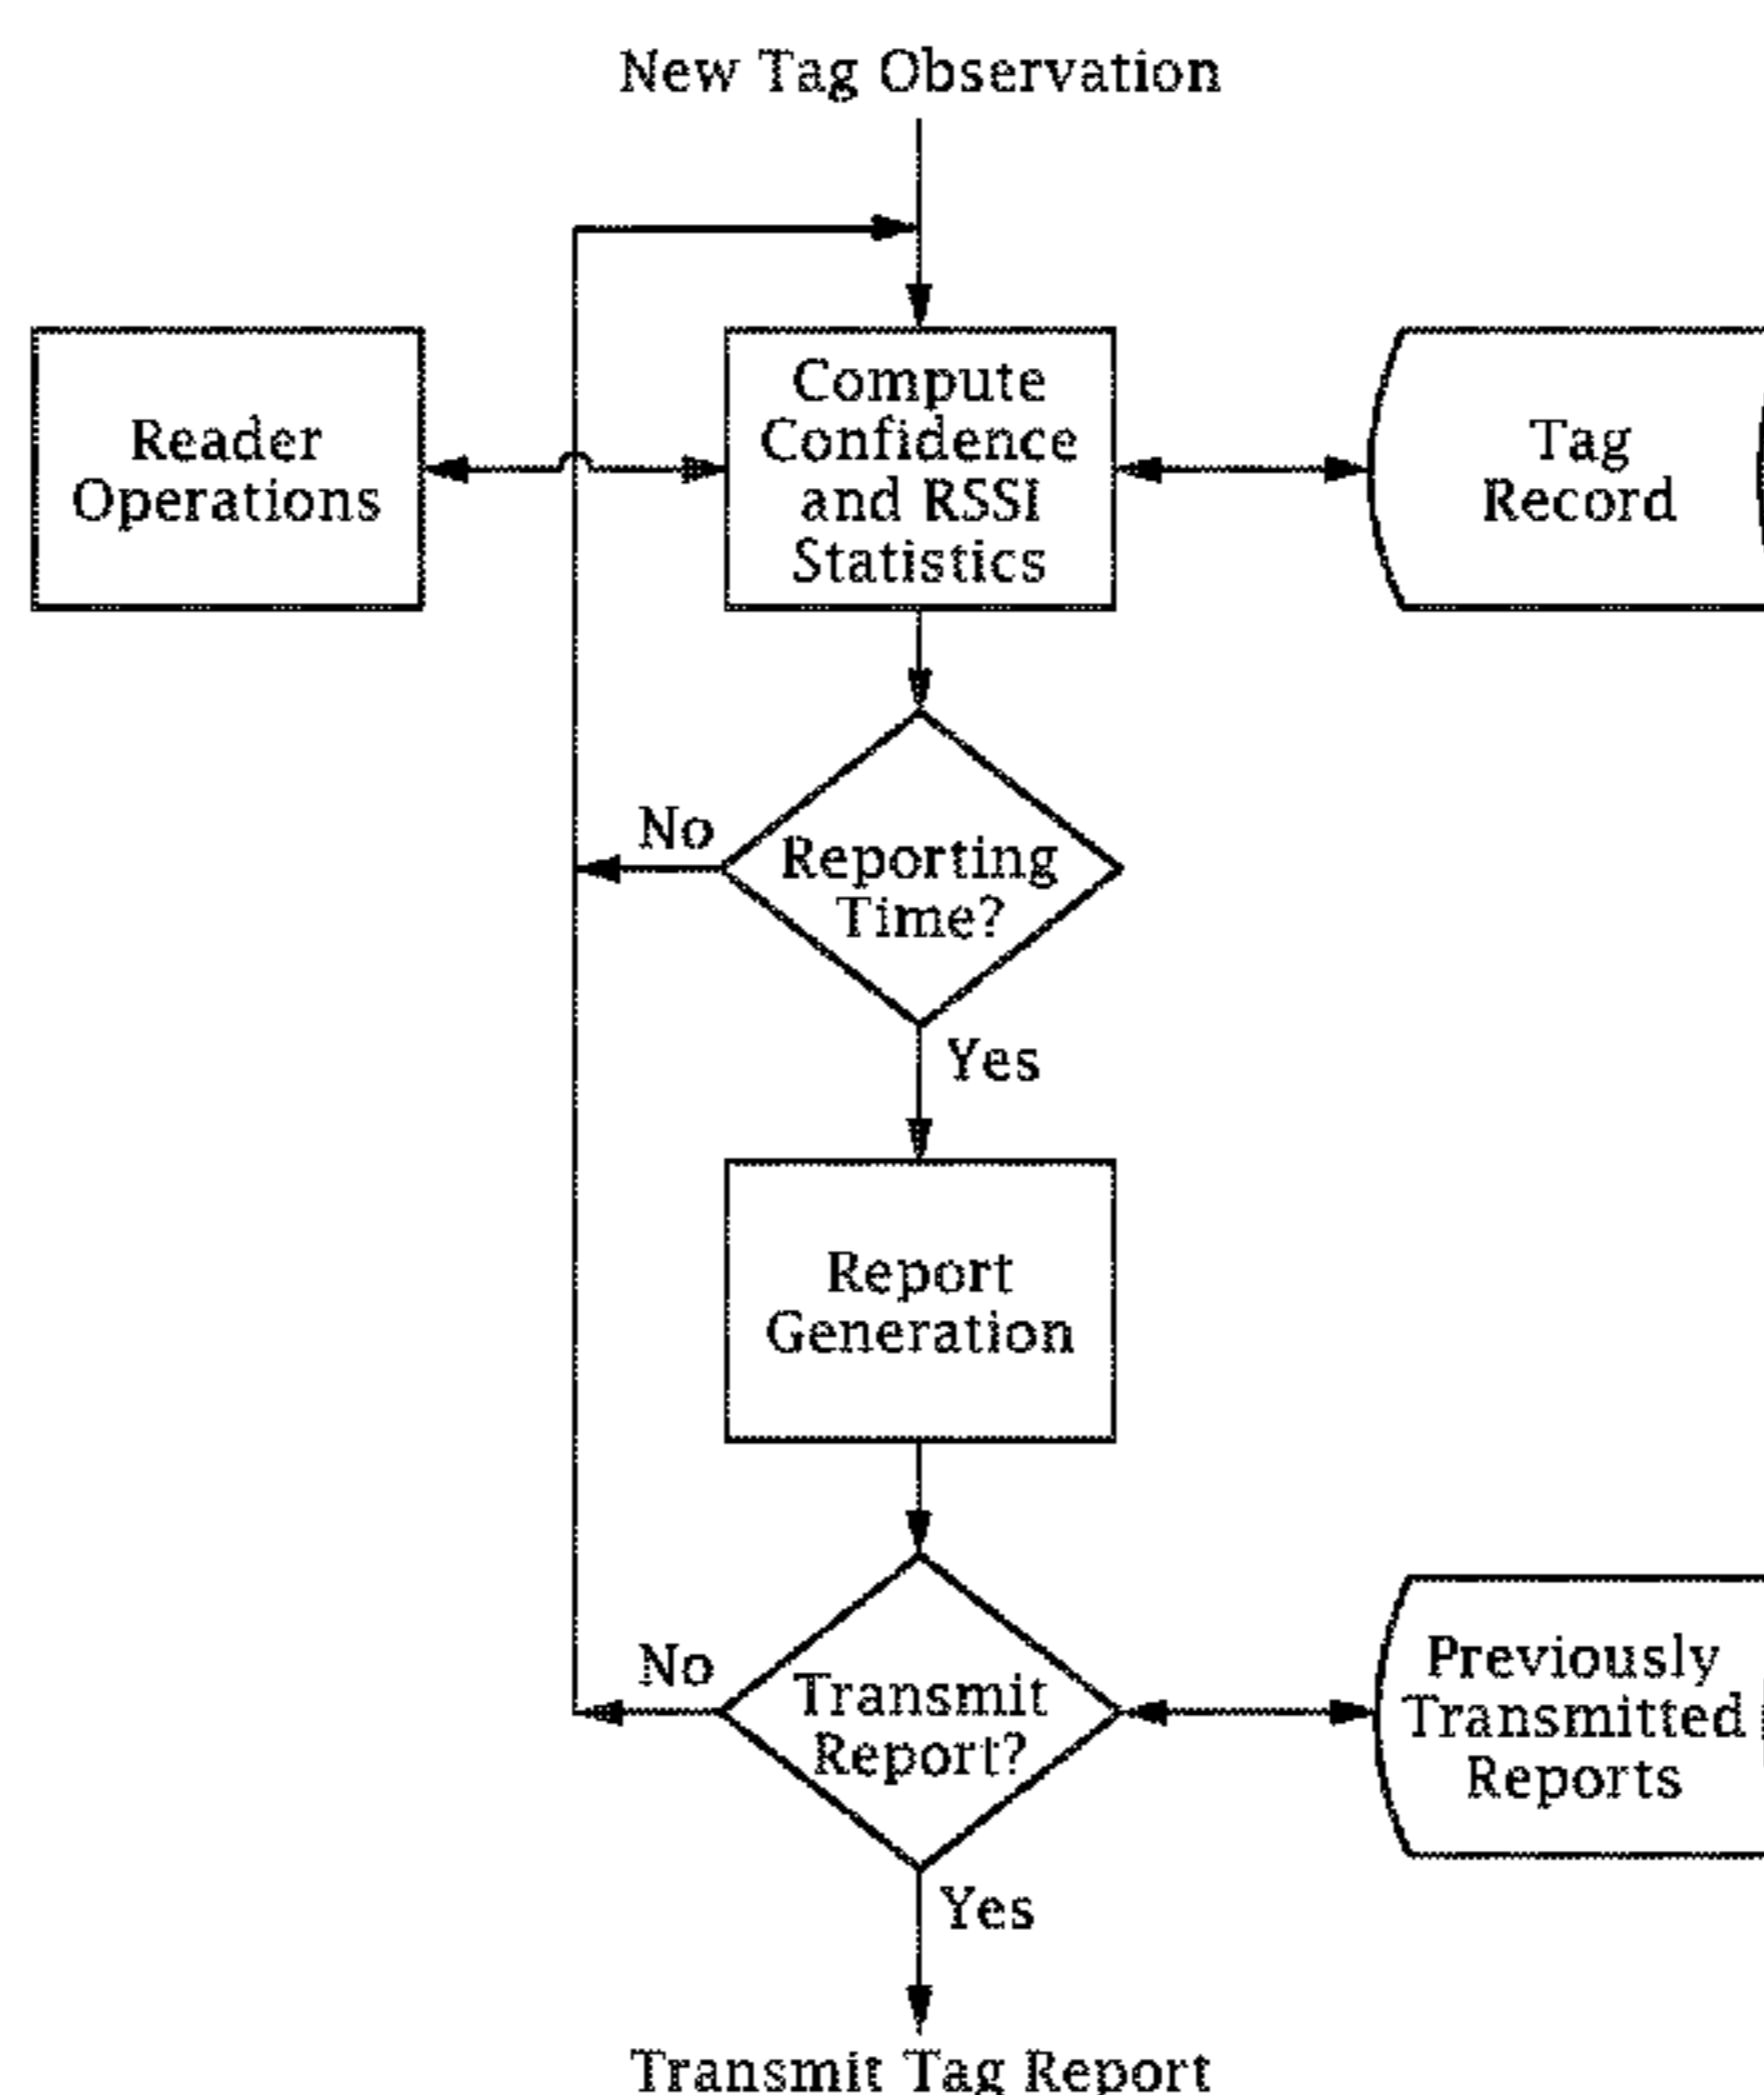 New Tag Observation
Reader
Operations
Compute
Confidence
and RSSI
Statistics
Tag
Record
No
Reporting
Time?
Yes
Report
Generation
No
Transmit
Report?
Previously
Transmitted
Reports
Yes
Transmit Tag Report